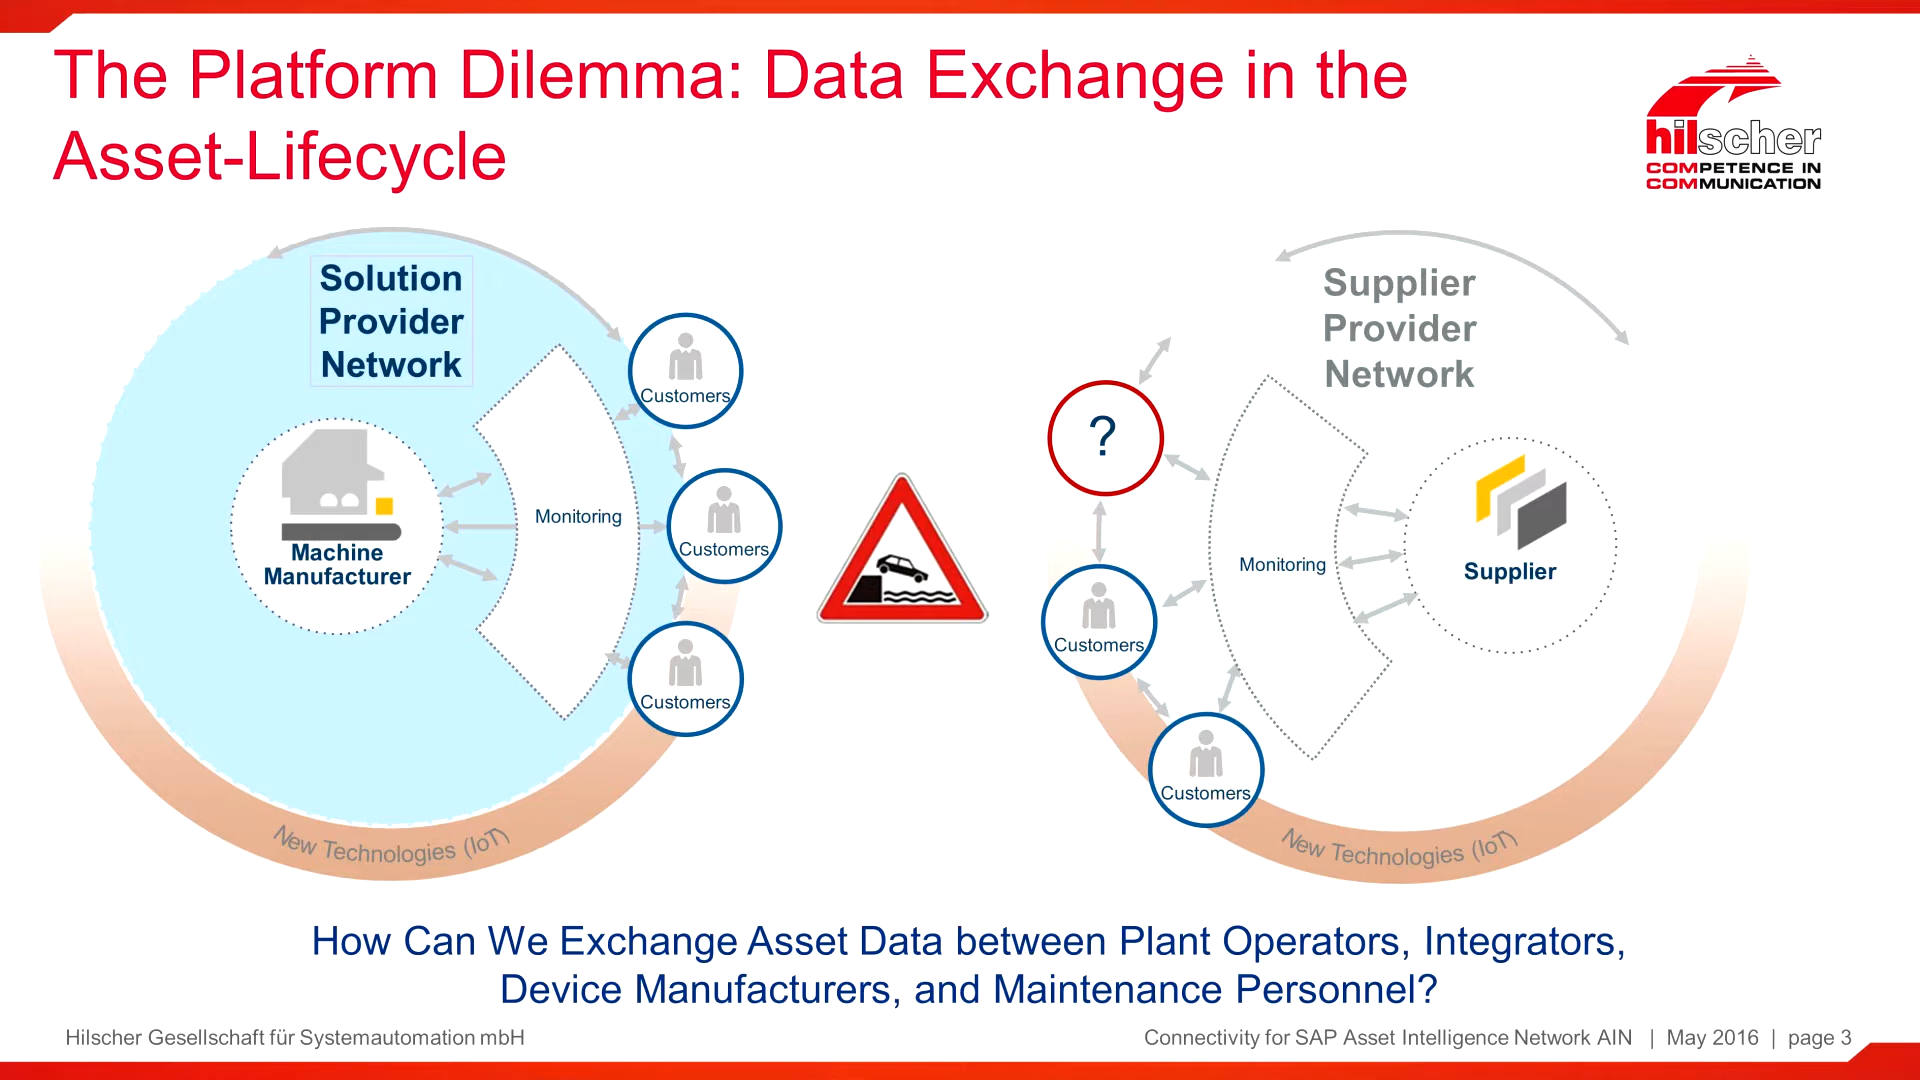 The Platform Dilemma: Data Exchange in the
Asset-Lifecycle
hilscher
COMPETENCE IN
COMMUNICATION
Solution
Provider
Network
Machine
Manufacturer
Monitoring
Customers
Customers
Customers
New Technologies (IoT)
Supplier
Provider
Network
?
Monitoring
Supplier
Customers
Customers
New Technologies (IoT)
How Can We Exchange Asset Data between Plant Operators, Integrators,
Device Manufacturers, and Maintenance Personnel?
Hilscher Gesellschaft für Systemautomation mbH
Connectivity for SAP Asset Intelligence Network AIN | May 2016 | page 3